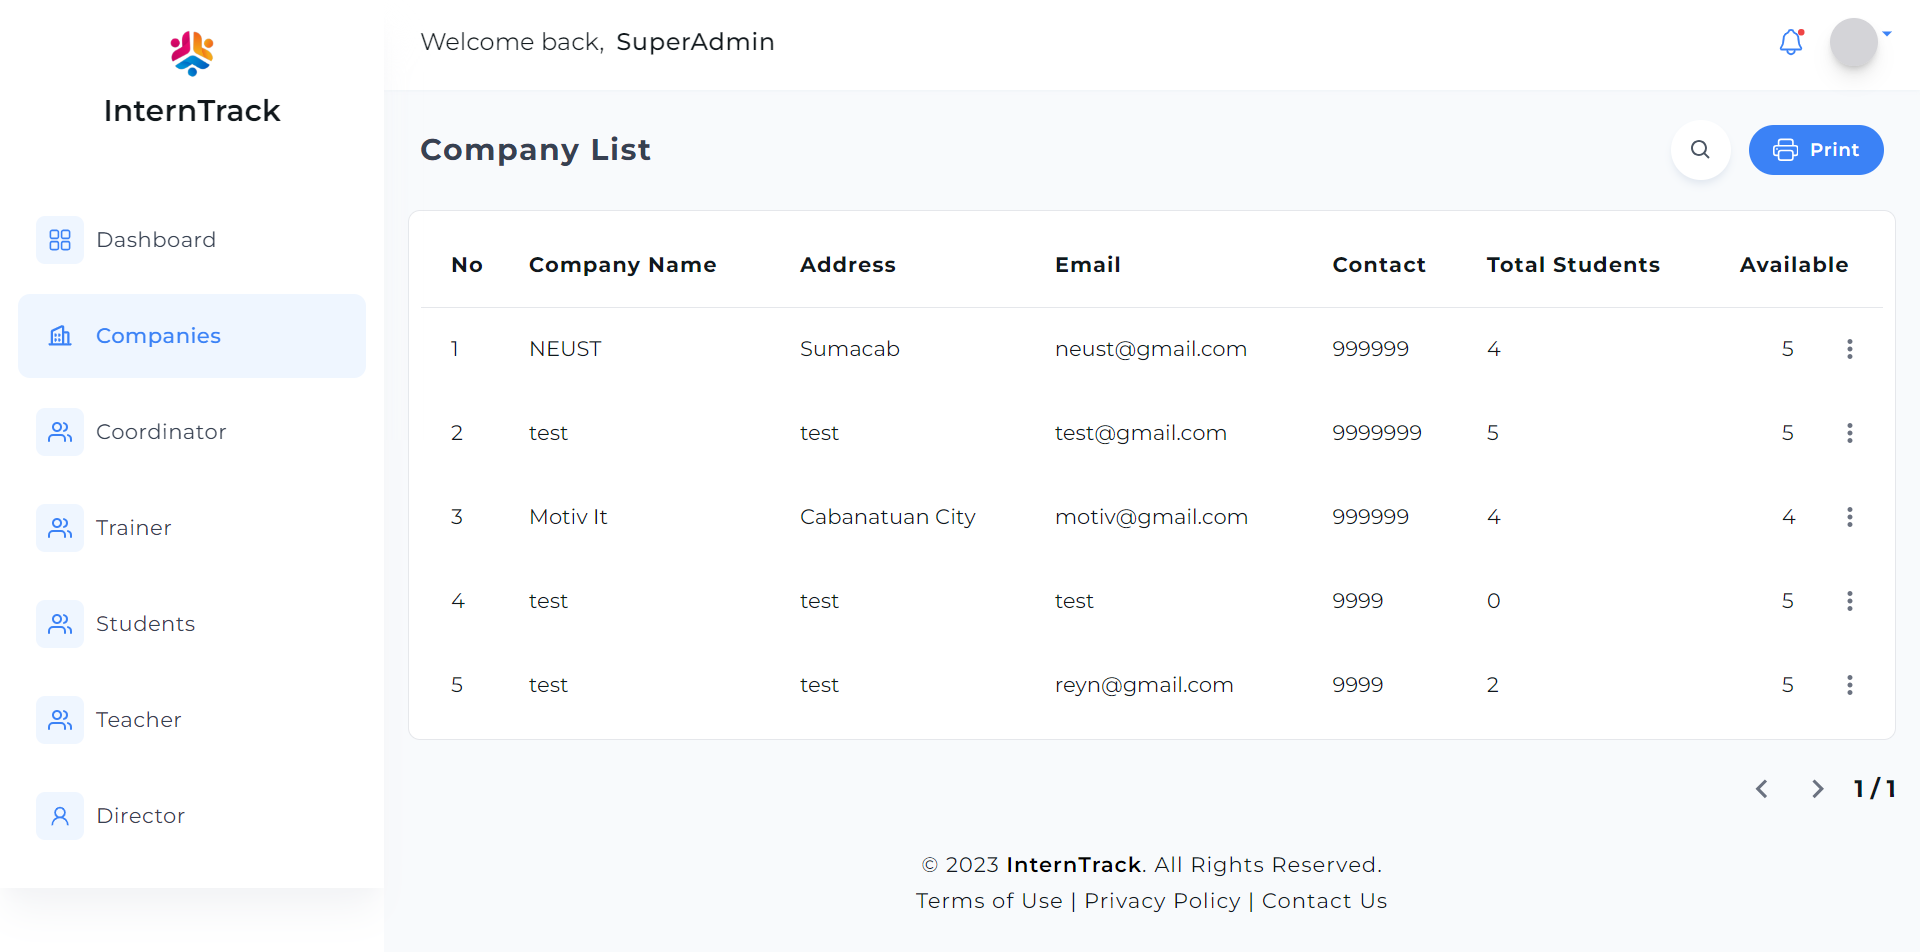 InternTrack
Welcome back, SuperAdmin
Dashboard
Companies
Coordinator
Trainer
Students
Teacher
Director
Company List
Print
No Company Name Address Email Contact Total Students Available
1 NEUST Sumacab neust@gmail.com 999999 4 5
2 test test test@gmail.com 9999999 5 5
3 Motiv It Cabanatuan City motiv@gmail.com 999999 4 4
4 test test test 9999 0 5
5 test test reyn@gmail.com 9999 2 5
1 / 1
© 2023 InternTrack. All Rights Reserved.
Terms of Use | Privacy Policy | Contact Us